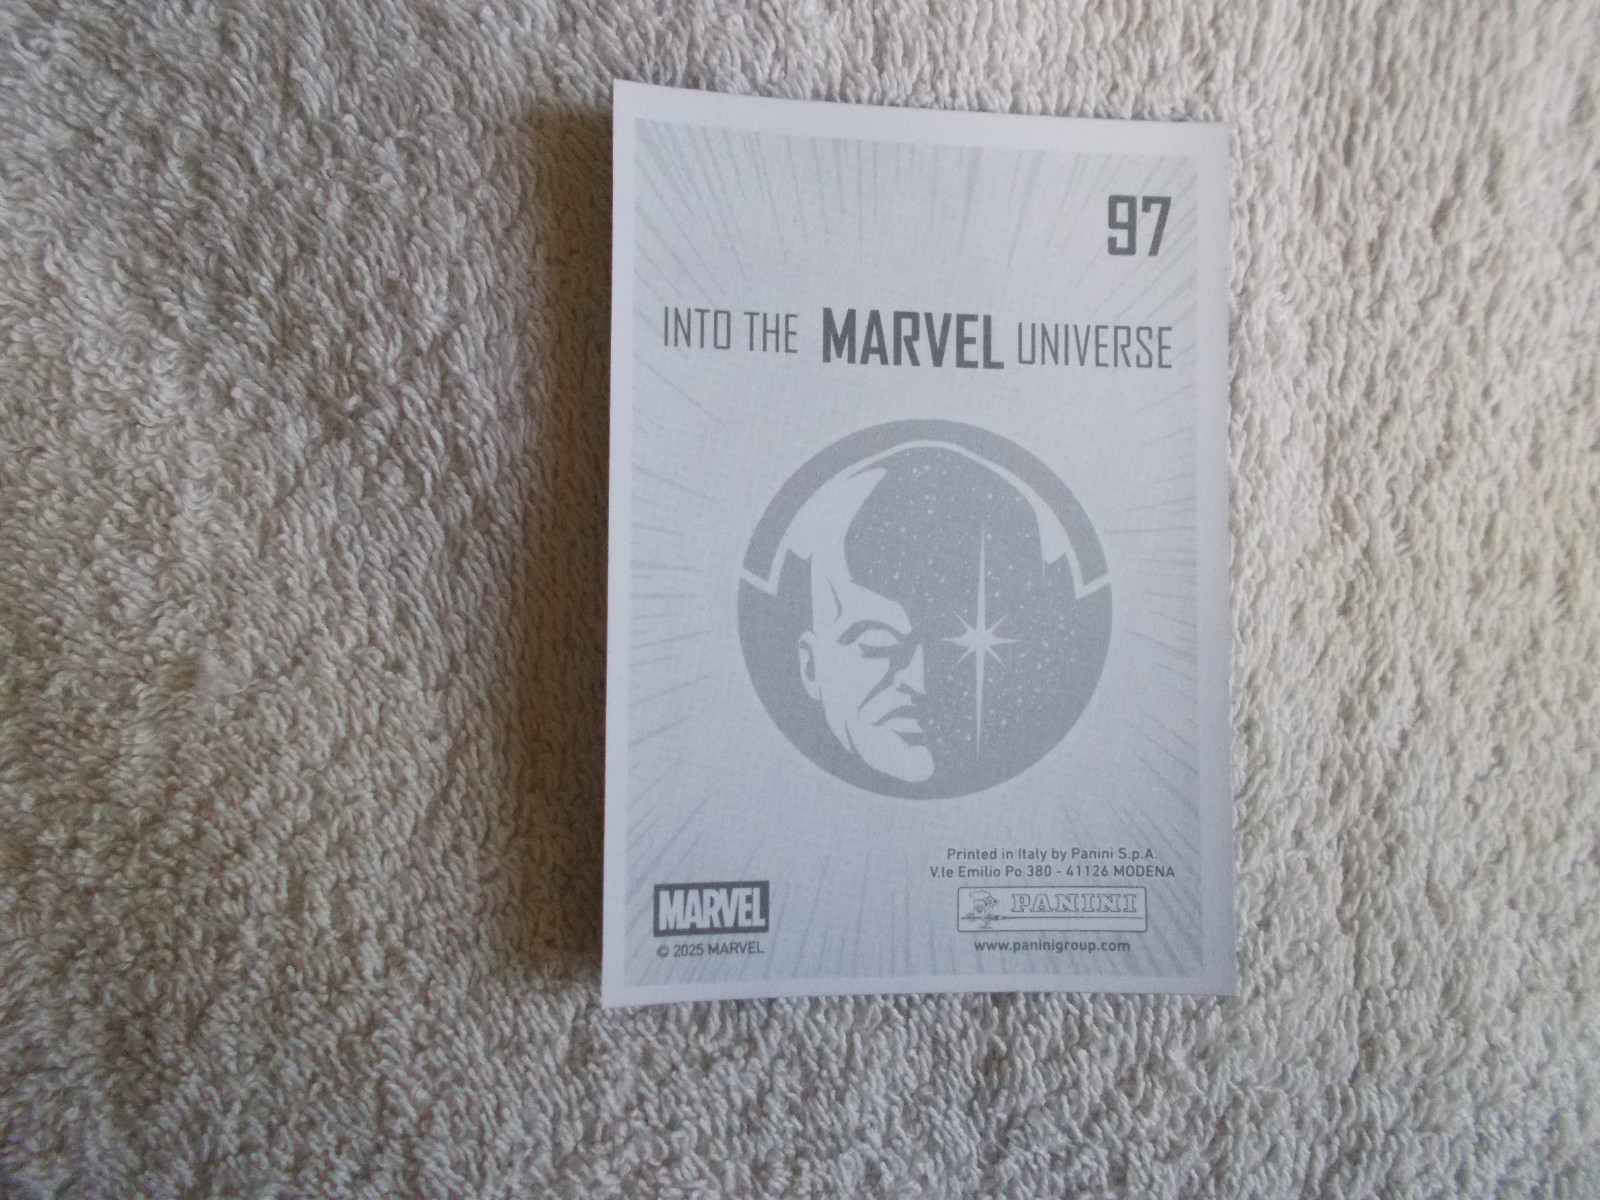 97
INTO THE MARVEL UNIVERSE
Printed in Italy by Panini S.p.A.
V.le Emilio Po 380 - 41126 MODENA
MARVEL
PANINI
© 2025 MARVEL
www.paninigroup.com